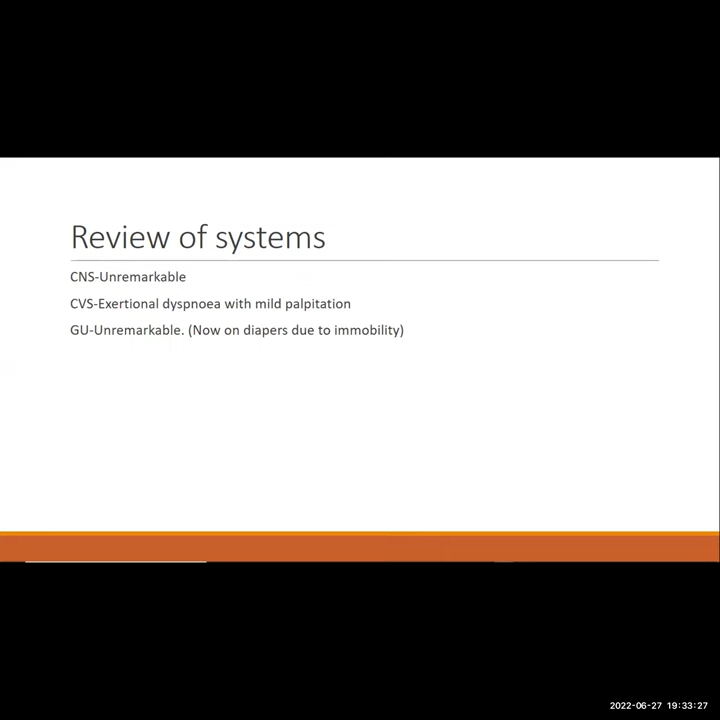 Review of systems
CNS-Unremarkable
CVS-Exertional dyspnoea with mild palpitation
GU-Unremarkable. (Now on diapers due to immobility)
2022-06-27 19:33:27